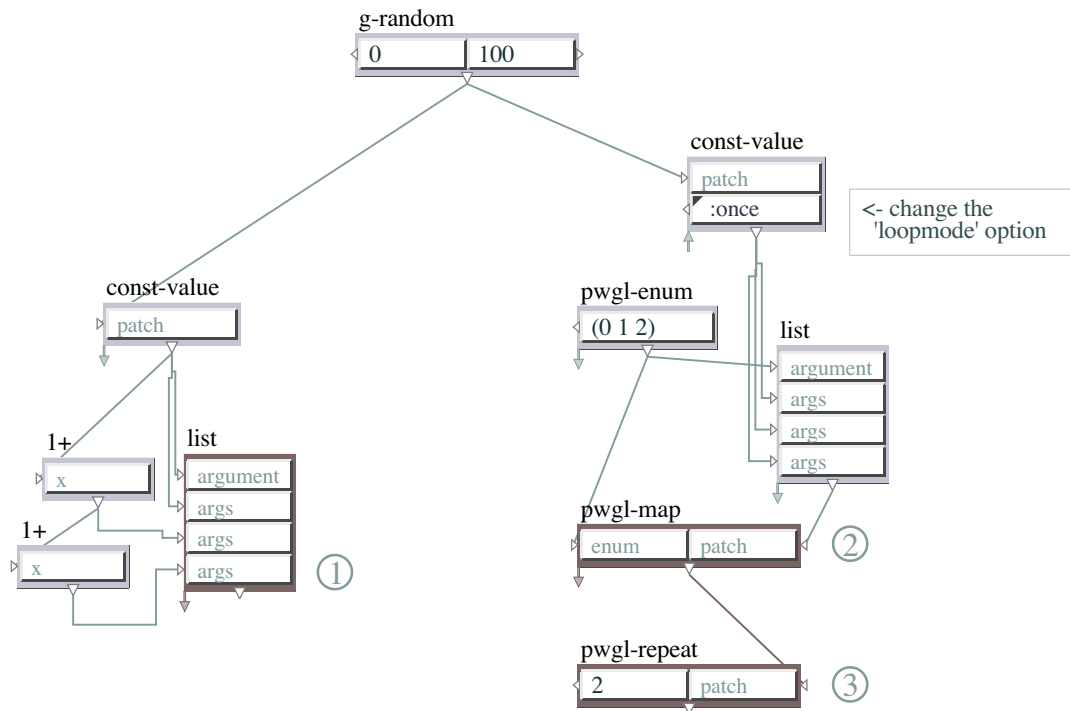 g-random
0 100
const-value
patch
:once
<- change the
'loopmode' option
const-value
patch
pwgl-enum
(0 1 2)
list
argument
args
args
args
1+
x
list
argument
args
args
args
1+
x
1
pwgl-map
enum patch
2
pwgl-repeat
2 patch
3